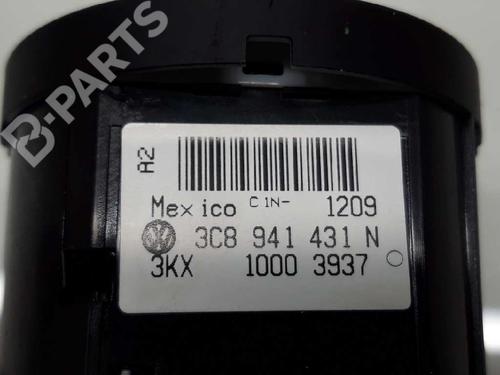 B-PARTS
A2
Mexico C1N- 1209
3C8 941 431 N
3KX 1000 3937